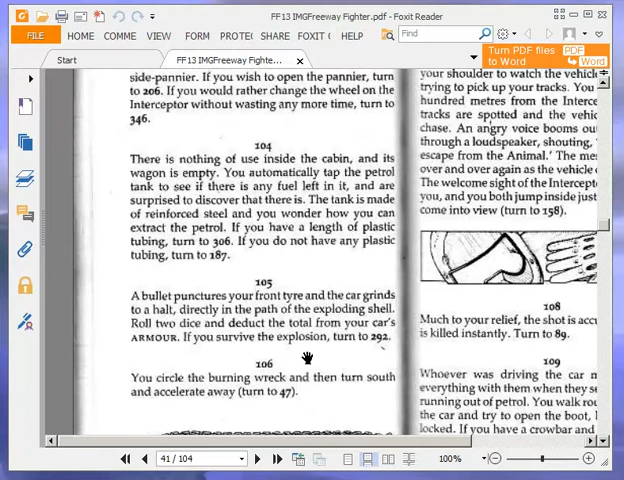 FF13 IMGFreeway Fighter.pdf - Foxit Reader
FILE HOME COMME VIEW FORM PROTEC SHARE FOXIT C HELP Find
Turn PDF files to Word PDF Word
Start FF13 IMGFreeway Fighte...
side-pannier. If you wish to open the pannier, turn
to 206. If you would rather change the wheel on the
Interceptor without wasting any more time, turn to
346.
104
There is nothing of use inside the cabin, and its
wagon is empty. You automatically tap the petrol
tank to see if there is any fuel left in it, and are
surprised to discover that there is. The tank is made
of reinforced steel and you wonder how you can
extract the petrol. If you have a length of plastic
tubing, turn to 306. If you do not have any plastic
tubing, turn to 187.
105
A bullet punctures your front tyre and the car grinds
to a halt, directly in the path of the exploding shell.
Roll two dice and deduct the total from your car's
ARMOUR. If you survive the explosion, turn to 292.
106
You circle the burning wreck and then turn south
and accelerate away (turn to 47).
your shoulder to watch the vehicle
trying to pick up your tracks. You
hundred metres from the Interce
tracks are spotted and the vehic
chase. An angry voice booms ou
through a loudspeaker, shouting,
escape from the Animal.' The mes
over and over again as the vehicle
The welcome sight of the Intercept
you, and you both jump inside just
come into view (turn to 158).
108
Much to your relief, the shot is accu
is killed instantly. Turn to 89.
109
Whoever was driving the car m
everything with them when they se
running out of petrol. You walk rou
the car and try to open the boot, l
locked. If you have a crowbar and
41 / 104 100%